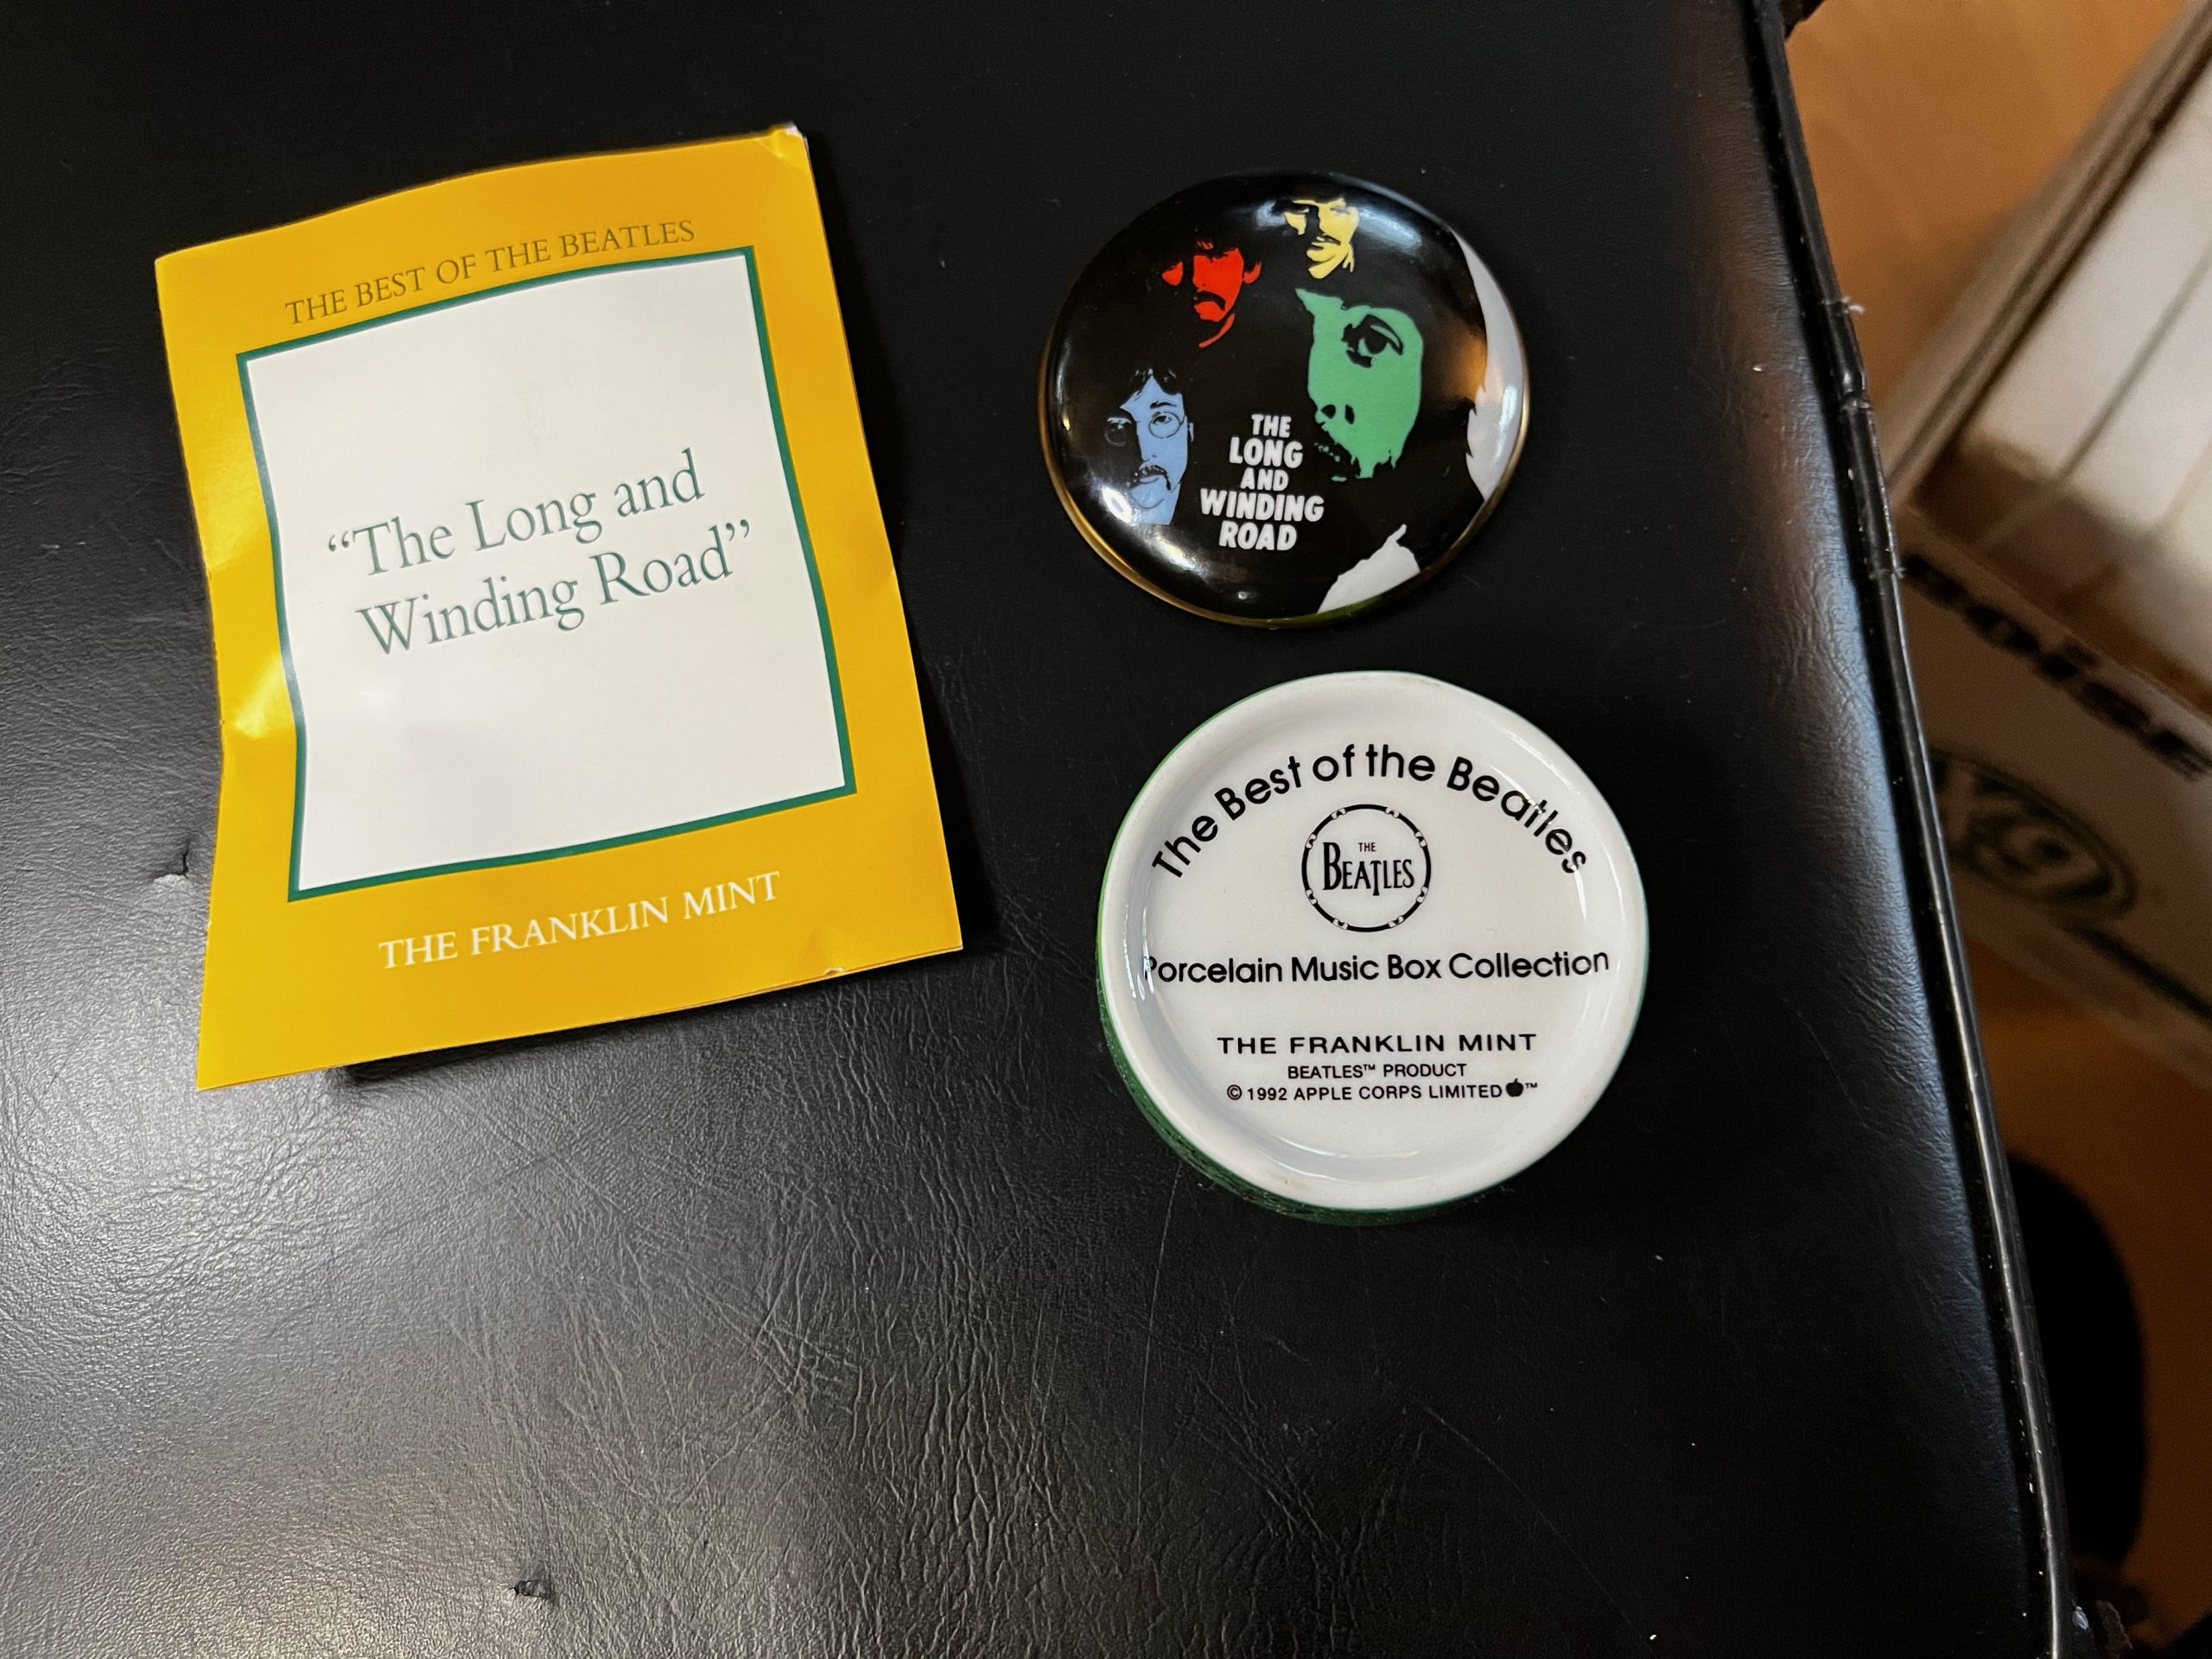 THE BEST OF THE BEATLES
“The Long and
Winding Road”
THE FRANKLIN MINT
THE
LONG
AND
WINDING
ROAD
The Best of the Beatles
THE
BEATLES
Porcelain Music Box Collection
THE FRANKLIN MINT
BEATLES™ PRODUCT
© 1992 APPLE CORPS LIMITED ™